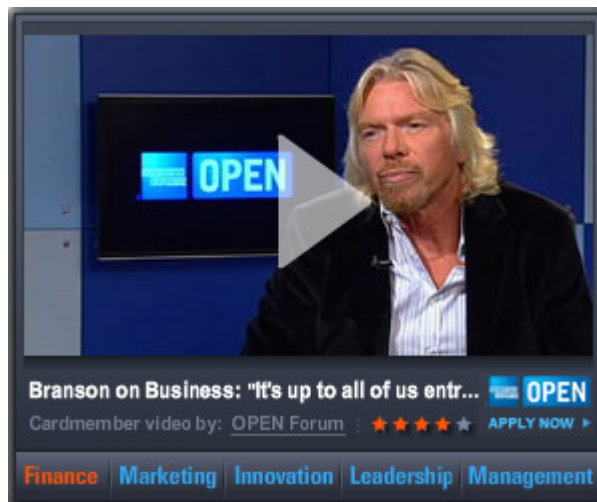 OPEN
Branson on Business: "It's up to all of us entr...
OPEN
Cardmember video by: OPEN Forum
APPLY NOW
Finance Marketing Innovation Leadership Management